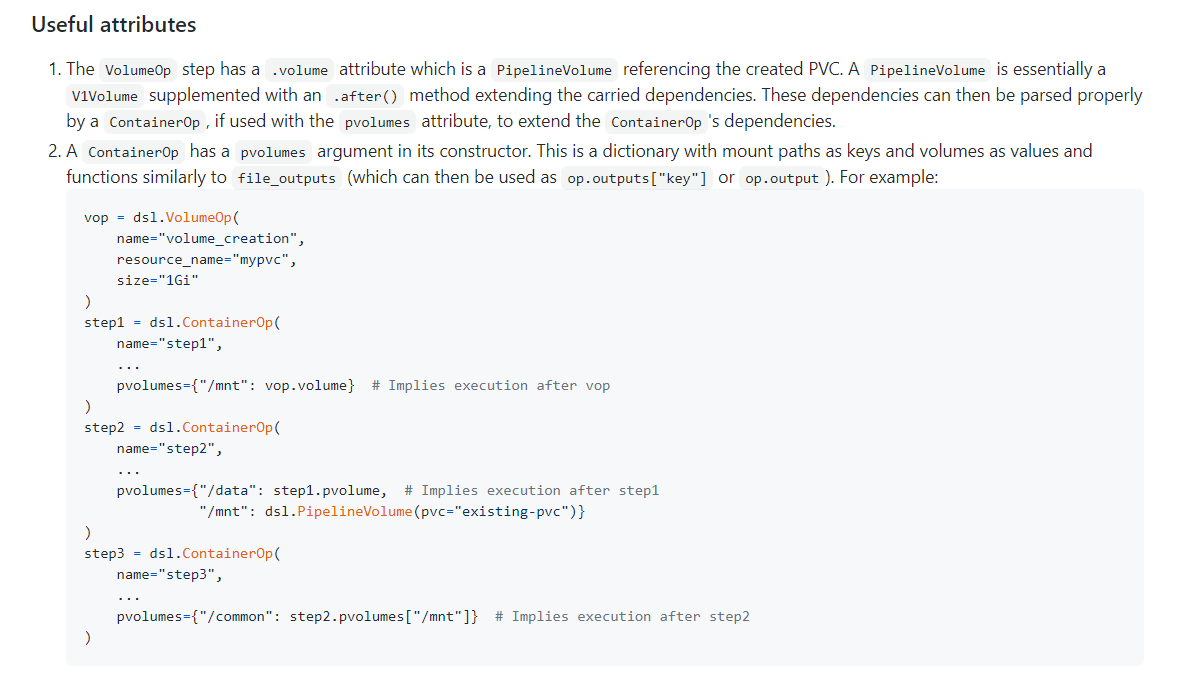 Useful attributes
1. The VolumeOp step has a .volume attribute which is a PipelineVolume referencing the created PVC. A PipelineVolume is essentially a
V1Volume supplemented with an .after() method extending the carried dependencies. These dependencies can then be parsed properly
by a ContainerOp , if used with the pvolumes attribute, to extend the ContainerOp 's dependencies.
2. A ContainerOp has a pvolumes argument in its constructor. This is a dictionary with mount paths as keys and volumes as values and
functions similarly to file_outputs (which can then be used as op.outputs["key"] or op.output ). For example:
vop = dsl.VolumeOp(
    name="volume_creation",
    resource_name="mypvc",
    size="1Gi"
)
step1 = dsl.ContainerOp(
    name="step1",
    ...
    pvolumes={"/mnt": vop.volume}  # Implies execution after vop
)
step2 = dsl.ContainerOp(
    name="step2",
    ...
    pvolumes={"/data": step1.pvolume,  # Implies execution after step1
              "/mnt": dsl.PipelineVolume(pvc="existing-pvc")}
)
step3 = dsl.ContainerOp(
    name="step3",
    ...
    pvolumes={"/common": step2.pvolumes["/mnt"]}  # Implies execution after step2
)